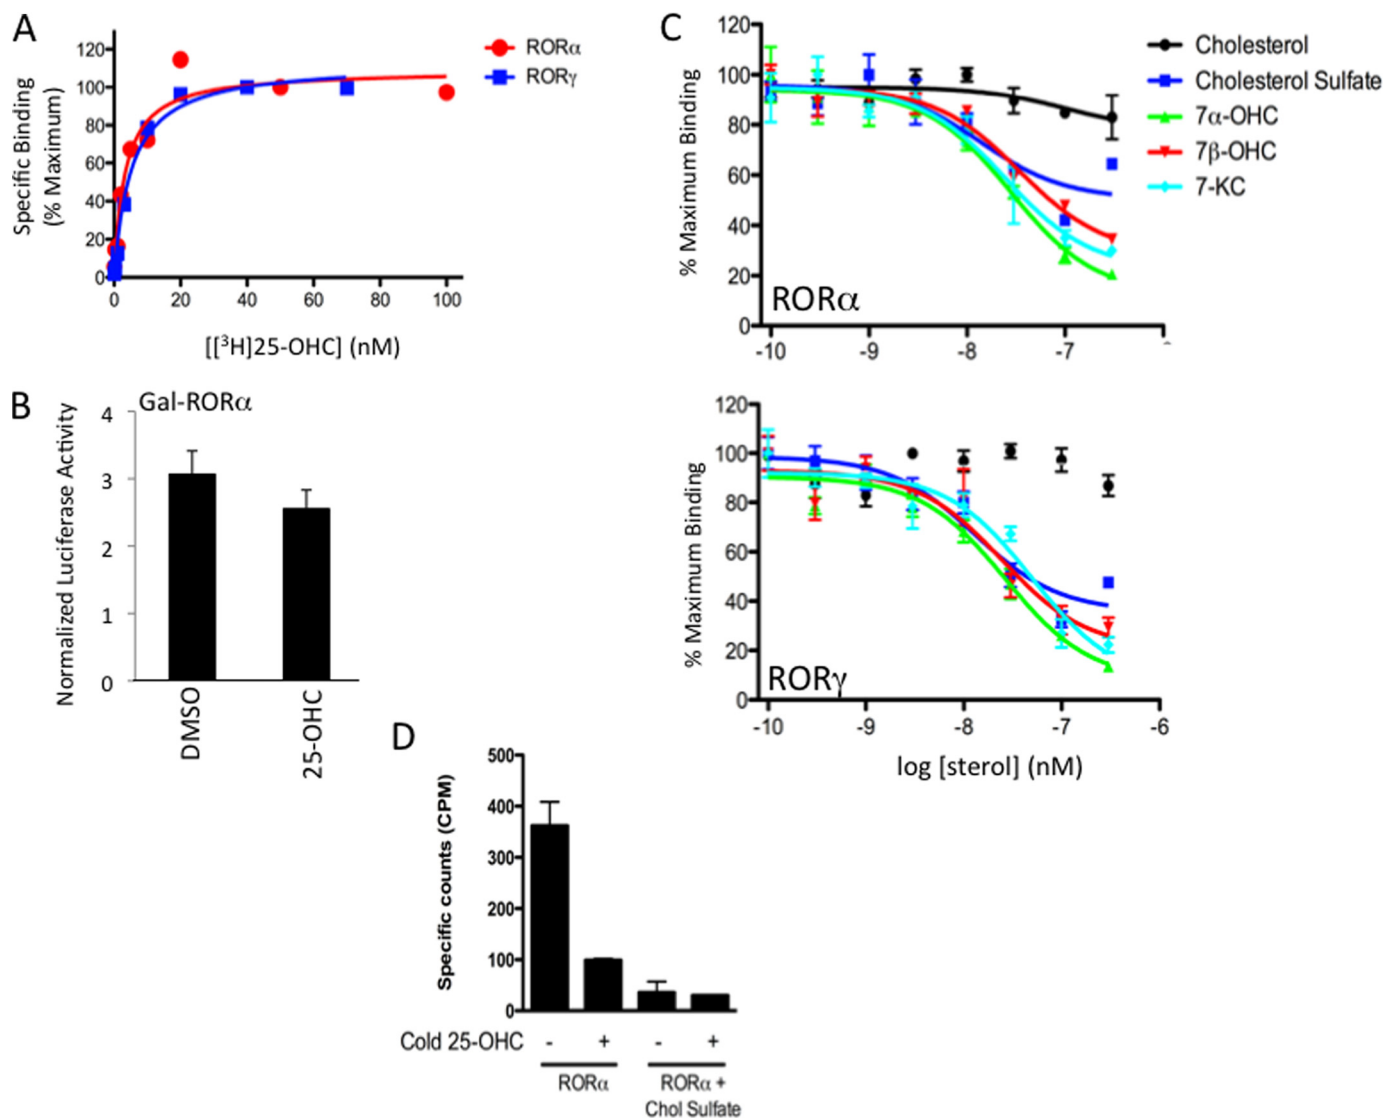 A
Specific Binding
(% Maximum)
120
100
80
60
40
20
0
0 20 40 60 80 100
[[³H]25-OHC] (nM)
RORα
RORγ
B
Gal-RORα
Normalized Luciferase Activity
4
3
2
1
0
DMSO
25-OHC
C
% Maximum Binding
120
100
80
60
40
20
0
RORα
-10 -9 -8 -7
Cholesterol
Cholesterol Sulfate
7α-OHC
7β-OHC
7-KC
% Maximum Binding
120
100
80
60
40
20
0
RORγ
-10 -9 -8 -7 -6
log [sterol] (nM)
D
Specific counts (CPM)
500
400
300
200
100
0
Cold 25-OHC - + - +
RORα
RORα +
Chol Sulfate